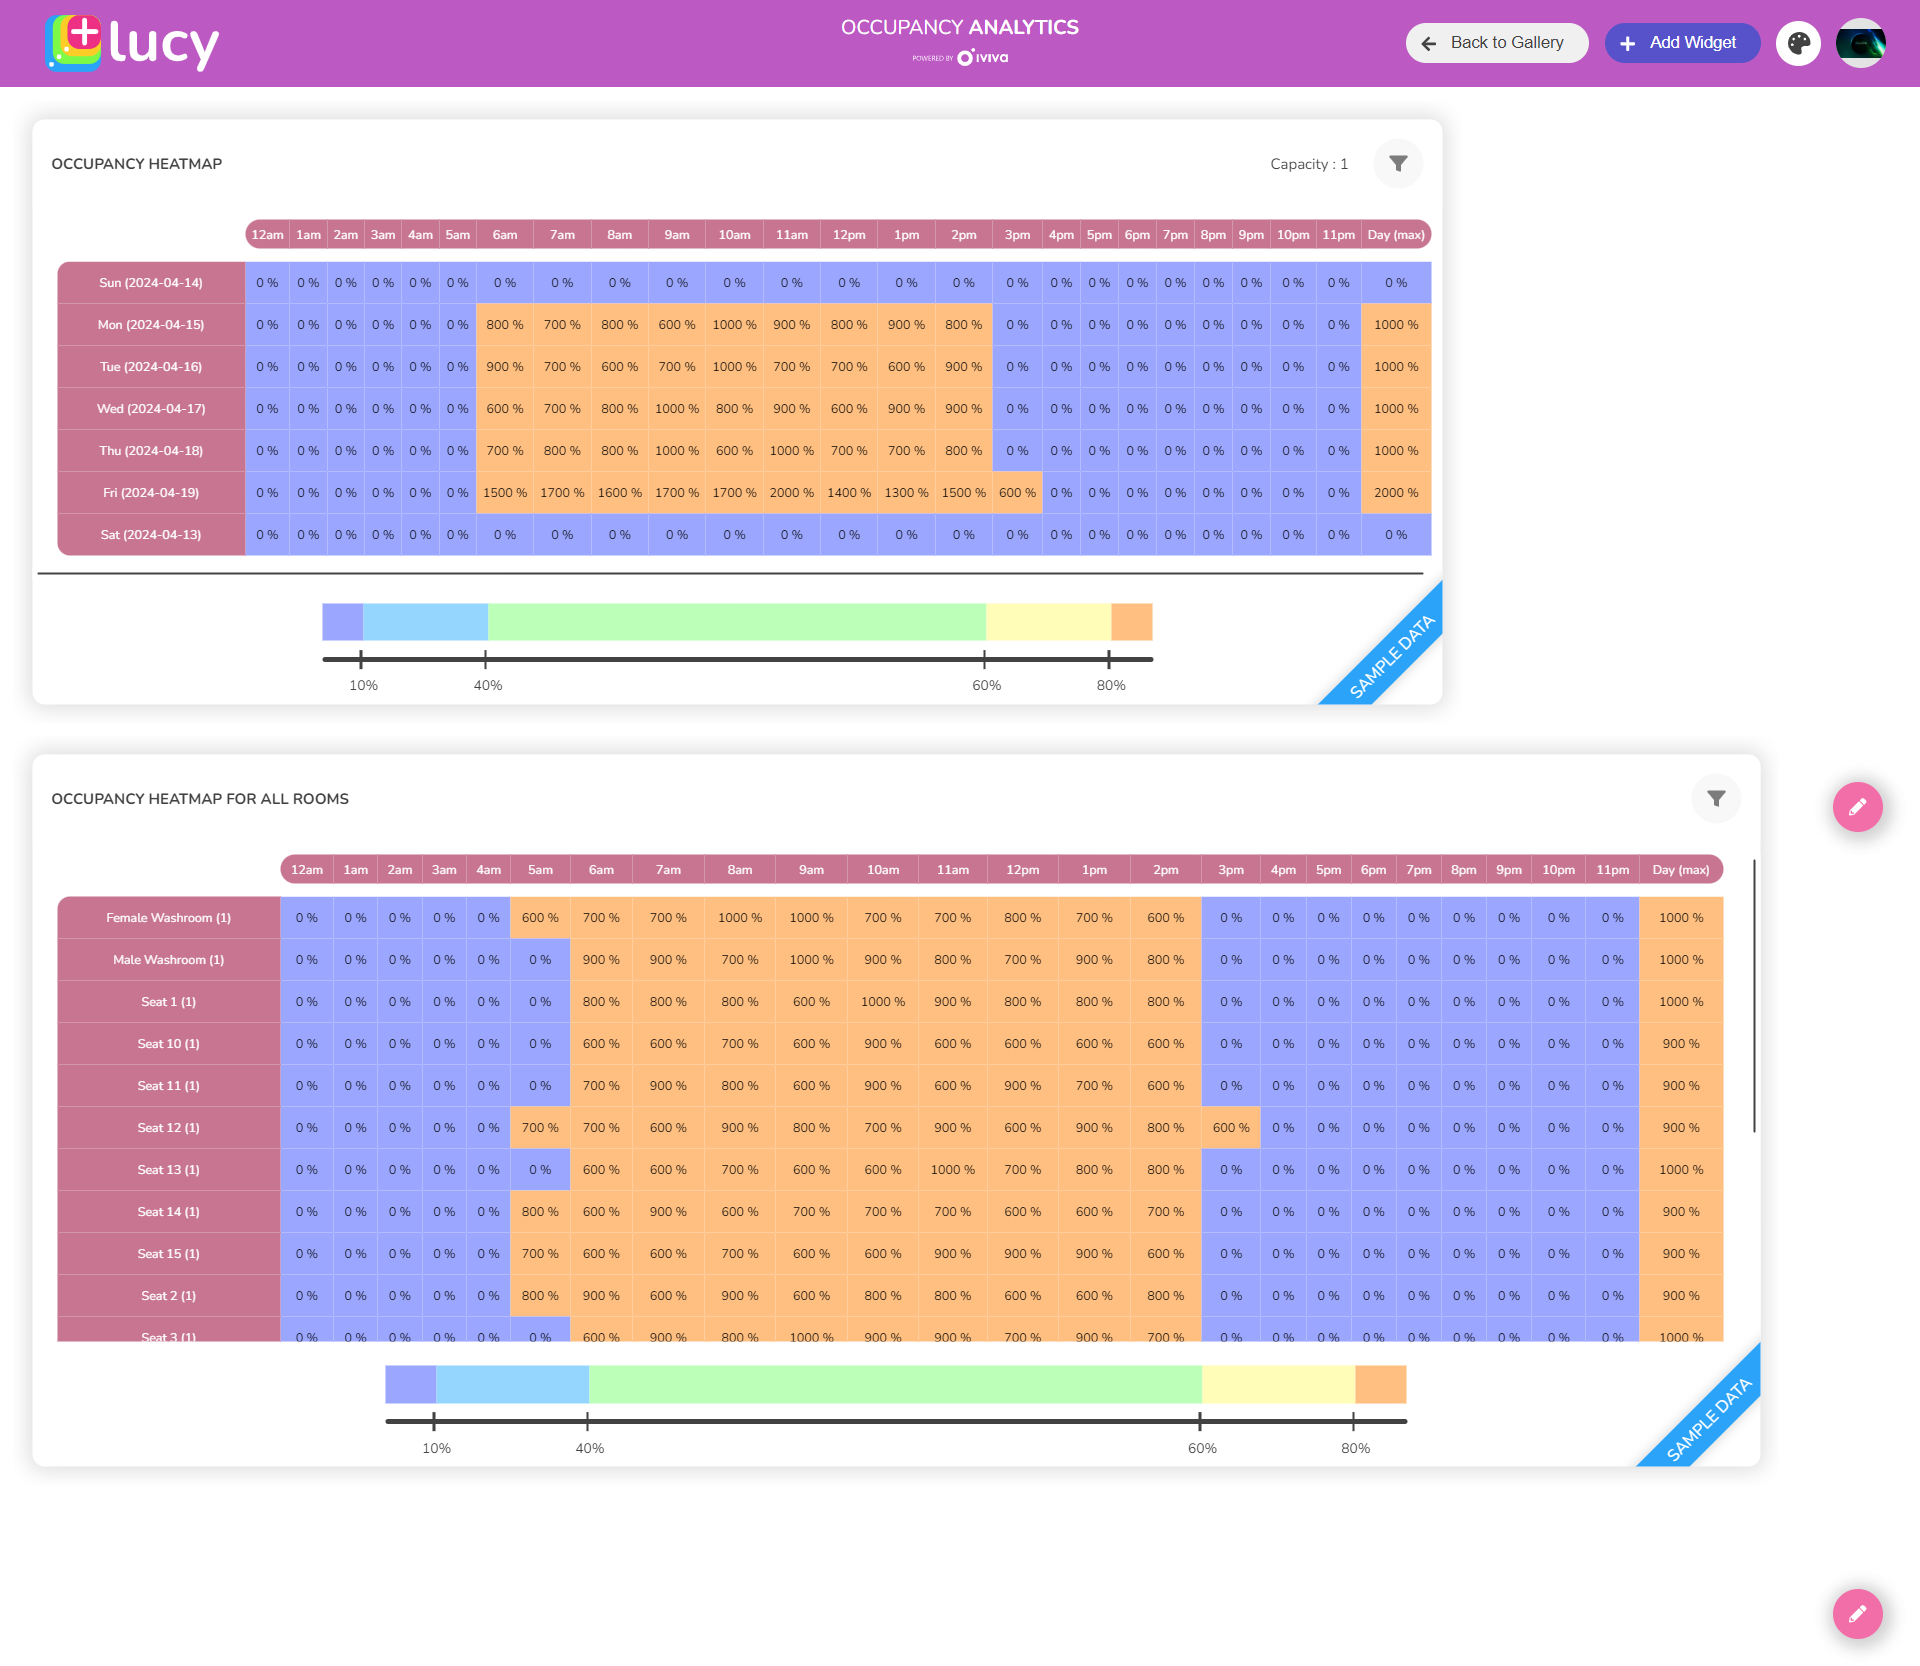 lucy
OCCUPANCY ANALYTICS
POWERED BY iviva
Back to Gallery
Add Widget
OCCUPANCY HEATMAP
Capacity : 1
12am 1am 2am 3am 4am 5am 6am 7am 8am 9am 10am 11am 12pm 1pm 2pm 3pm 4pm 5pm 6pm 7pm 8pm 9pm 10pm 11pm Day (max)
Sun (2024-04-14) 0 % 0 % 0 % 0 % 0 % 0 % 0 % 0 % 0 % 0 % 0 % 0 % 0 % 0 % 0 % 0 % 0 % 0 % 0 % 0 % 0 % 0 % 0 % 0 % 0 %
Mon (2024-04-15) 0 % 0 % 0 % 0 % 0 % 0 % 800 % 700 % 800 % 600 % 1000 % 900 % 800 % 900 % 800 % 0 % 0 % 0 % 0 % 0 % 0 % 0 % 0 % 0 % 1000 %
Tue (2024-04-16) 0 % 0 % 0 % 0 % 0 % 0 % 900 % 700 % 600 % 700 % 1000 % 700 % 700 % 600 % 900 % 0 % 0 % 0 % 0 % 0 % 0 % 0 % 0 % 0 % 1000 %
Wed (2024-04-17) 0 % 0 % 0 % 0 % 0 % 0 % 600 % 700 % 800 % 1000 % 800 % 900 % 600 % 900 % 900 % 0 % 0 % 0 % 0 % 0 % 0 % 0 % 0 % 0 % 1000 %
Thu (2024-04-18) 0 % 0 % 0 % 0 % 0 % 0 % 700 % 800 % 800 % 1000 % 600 % 1000 % 700 % 700 % 800 % 0 % 0 % 0 % 0 % 0 % 0 % 0 % 0 % 0 % 1000 %
Fri (2024-04-19) 0 % 0 % 0 % 0 % 0 % 0 % 1500 % 1700 % 1600 % 1700 % 1700 % 2000 % 1400 % 1300 % 1500 % 600 % 0 % 0 % 0 % 0 % 0 % 0 % 0 % 0 % 2000 %
Sat (2024-04-13) 0 % 0 % 0 % 0 % 0 % 0 % 0 % 0 % 0 % 0 % 0 % 0 % 0 % 0 % 0 % 0 % 0 % 0 % 0 % 0 % 0 % 0 % 0 % 0 % 0 %
10% 40% 60% 80%
SAMPLE DATA
OCCUPANCY HEATMAP FOR ALL ROOMS
12am 1am 2am 3am 4am 5am 6am 7am 8am 9am 10am 11am 12pm 1pm 2pm 3pm 4pm 5pm 6pm 7pm 8pm 9pm 10pm 11pm Day (max)
Female Washroom (1) 0 % 0 % 0 % 0 % 0 % 600 % 700 % 700 % 1000 % 1000 % 700 % 700 % 800 % 700 % 600 % 0 % 0 % 0 % 0 % 0 % 0 % 0 % 0 % 0 % 1000 %
Male Washroom (1) 0 % 0 % 0 % 0 % 0 % 0 % 900 % 900 % 700 % 1000 % 900 % 800 % 700 % 900 % 800 % 0 % 0 % 0 % 0 % 0 % 0 % 0 % 0 % 0 % 1000 %
Seat 1 (1) 0 % 0 % 0 % 0 % 0 % 0 % 800 % 800 % 800 % 600 % 1000 % 900 % 800 % 800 % 800 % 0 % 0 % 0 % 0 % 0 % 0 % 0 % 0 % 0 % 1000 %
Seat 10 (1) 0 % 0 % 0 % 0 % 0 % 0 % 600 % 600 % 700 % 600 % 900 % 600 % 600 % 600 % 600 % 0 % 0 % 0 % 0 % 0 % 0 % 0 % 0 % 0 % 900 %
Seat 11 (1) 0 % 0 % 0 % 0 % 0 % 0 % 700 % 900 % 800 % 600 % 900 % 600 % 900 % 700 % 600 % 0 % 0 % 0 % 0 % 0 % 0 % 0 % 0 % 0 % 900 %
Seat 12 (1) 0 % 0 % 0 % 0 % 0 % 700 % 700 % 600 % 900 % 800 % 700 % 900 % 600 % 900 % 800 % 600 % 0 % 0 % 0 % 0 % 0 % 0 % 0 % 0 % 900 %
Seat 13 (1) 0 % 0 % 0 % 0 % 0 % 0 % 600 % 600 % 700 % 600 % 600 % 1000 % 700 % 800 % 800 % 0 % 0 % 0 % 0 % 0 % 0 % 0 % 0 % 0 % 1000 %
Seat 14 (1) 0 % 0 % 0 % 0 % 0 % 800 % 600 % 900 % 600 % 700 % 700 % 700 % 600 % 600 % 700 % 0 % 0 % 0 % 0 % 0 % 0 % 0 % 0 % 0 % 900 %
Seat 15 (1) 0 % 0 % 0 % 0 % 0 % 700 % 600 % 600 % 700 % 600 % 600 % 900 % 900 % 900 % 600 % 0 % 0 % 0 % 0 % 0 % 0 % 0 % 0 % 0 % 900 %
Seat 2 (1) 0 % 0 % 0 % 0 % 0 % 800 % 900 % 600 % 900 % 600 % 800 % 800 % 600 % 600 % 800 % 0 % 0 % 0 % 0 % 0 % 0 % 0 % 0 % 0 % 900 %
Seat 3 (1) 0 % 0 % 0 % 0 % 0 % 0 % 600 % 900 % 800 % 1000 % 900 % 900 % 700 % 900 % 700 % 0 % 0 % 0 % 0 % 0 % 0 % 0 % 0 % 0 % 1000 %
10% 40% 60% 80%
SAMPLE DATA